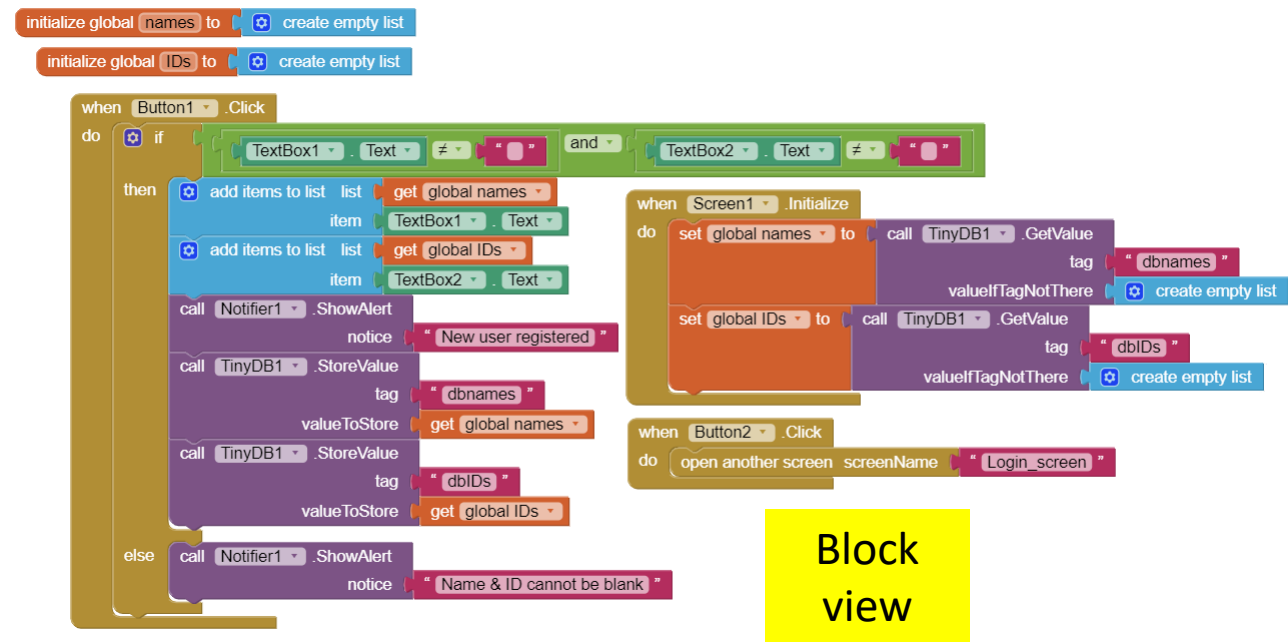 initialize global names to create empty list
initialize global IDs to create empty list
when Button1 .Click
do if TextBox1 . Text ≠ " " and TextBox2 . Text ≠ " "
then add items to list list get global names
item TextBox1 . Text
add items to list list get global IDs
item TextBox2 . Text
call Notifier1 .ShowAlert
notice " New user registered "
call TinyDB1 .StoreValue
tag " dbnames "
valueToStore get global names
call TinyDB1 .StoreValue
tag " dbIDs "
valueToStore get global IDs
else call Notifier1 .ShowAlert
notice " Name & ID cannot be blank "
when Screen1 .Initialize
do set global names to call TinyDB1 .GetValue
tag " dbnames "
valueIfTagNotThere create empty list
set global IDs to call TinyDB1 .GetValue
tag " dbIDs "
valueIfTagNotThere create empty list
when Button2 .Click
do open another screen screenName " Login_screen "
Block
view